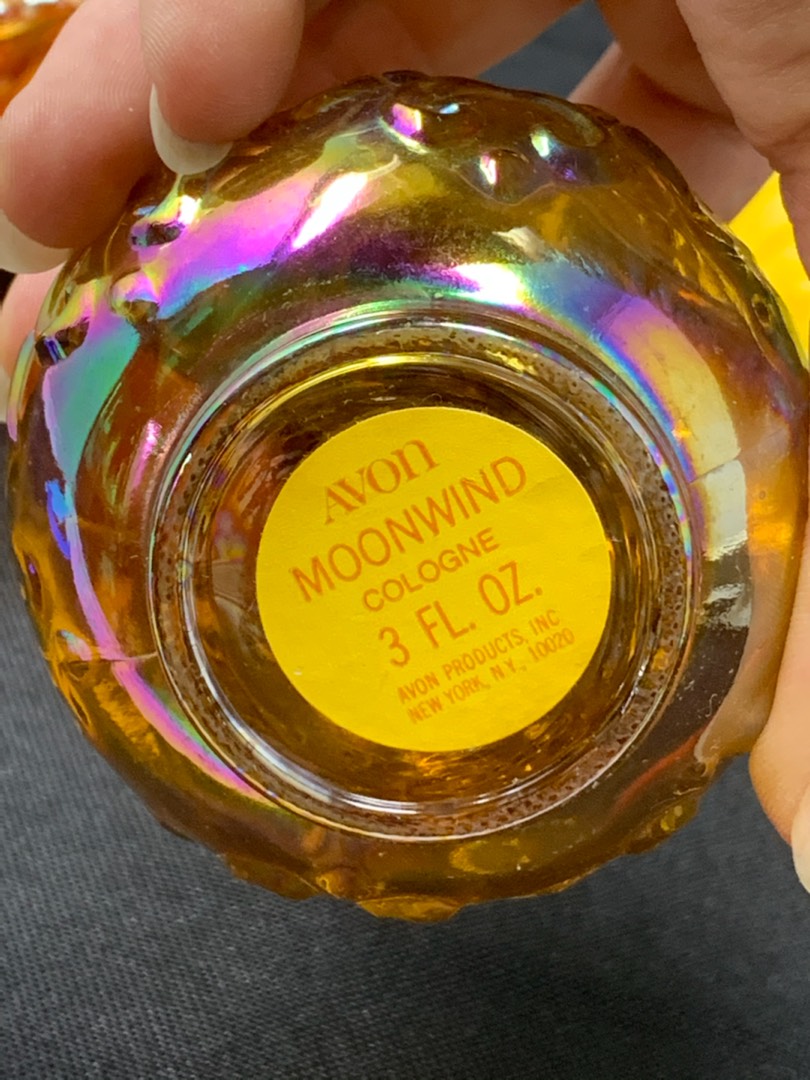 AVON
MOONWIND
COLOGNE
3 FL. OZ.
AVON PRODUCTS, INC
NEW YORK, N.Y., 10020